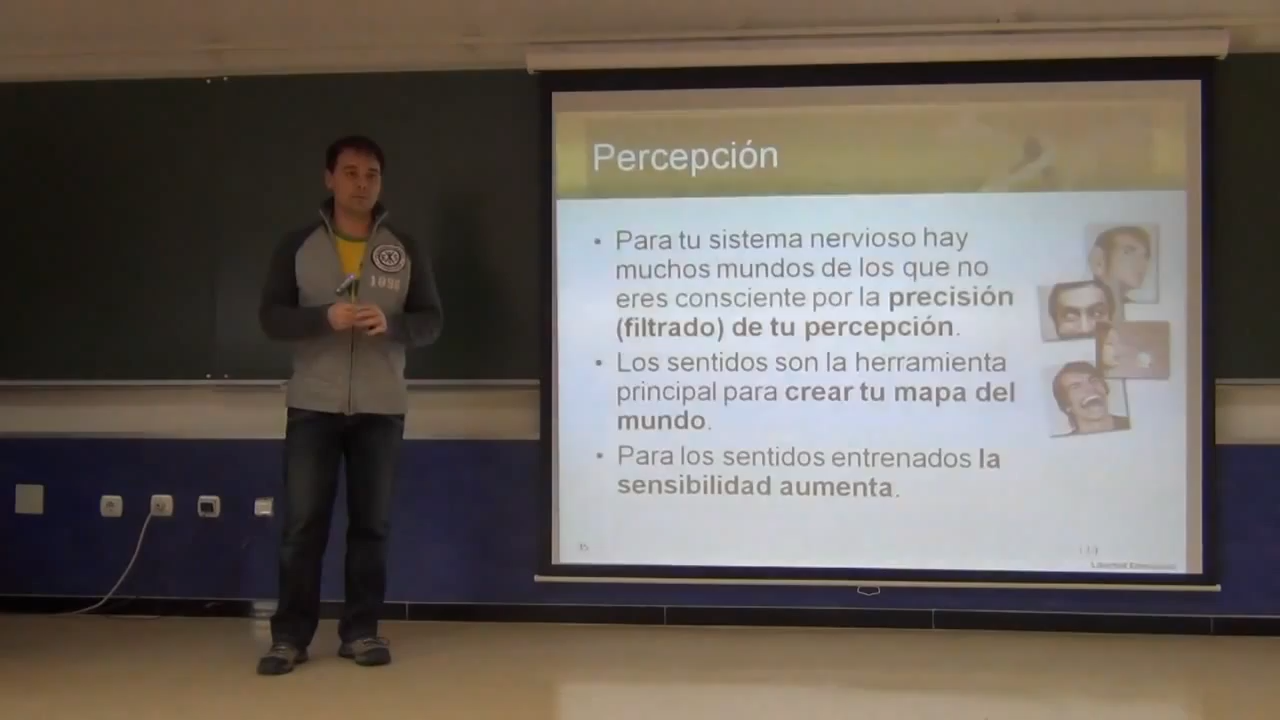 Percepción
• Para tu sistema nervioso hay
muchos mundos de los que no
eres consciente por la precisión
(filtrado) de tu percepción.
• Los sentidos son la herramienta
principal para crear tu mapa del
mundo.
• Para los sentidos entrenados la
sensibilidad aumenta.
15
Libertad